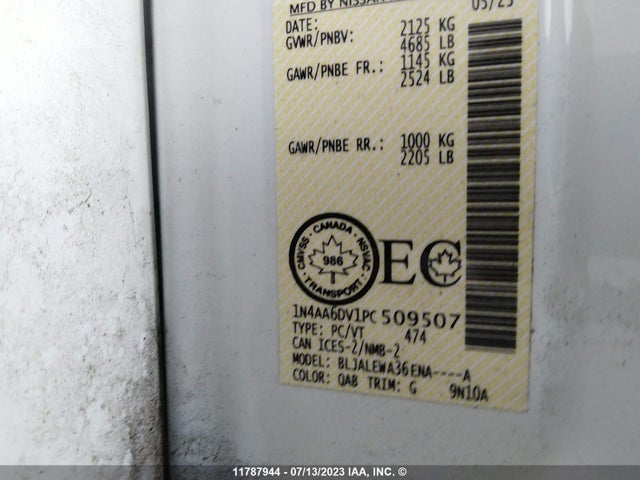 MFD BY NISSAN
DATE: 05/23
GVWR/PNBV: 2125 KG
4685 LB
GAWR/PNBE FR.: 1145 KG
2524 LB
GAWR/PNBE RR.: 1000 KG
2205 LB
CMVSS - CANADA - NSVAC
986
TRANSPORT
EC
1N4AA6DV1PC509507
TYPE: PC/VT 474
CAN ICES-2/NMB-2
MODEL: BLJALEWA36ENA----A
COLOR: QAB TRIM: G 9N10A
11787944 - 07/13/2023 IAA, INC. ©